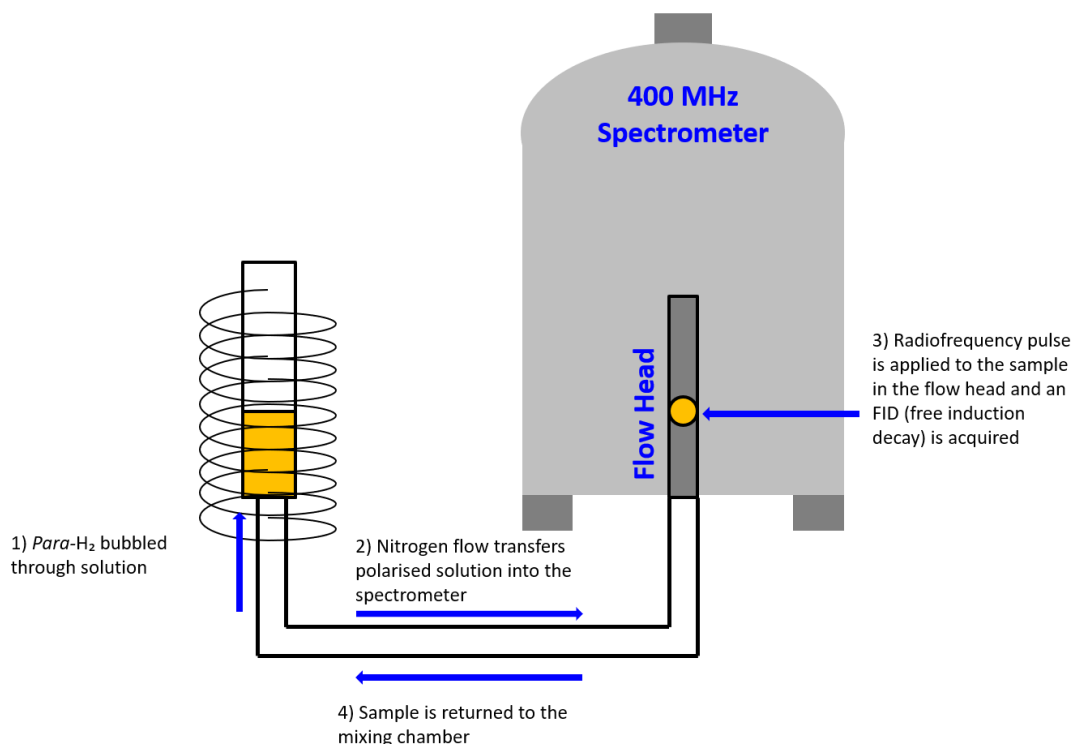 400 MHz
Spectrometer
Flow Head
3) Radiofrequency pulse
is applied to the sample
in the flow head and an
FID (free induction
decay) is acquired
1) Para-H₂ bubbled
through solution
2) Nitrogen flow transfers
polarised solution into the
spectrometer
4) Sample is returned to the
mixing chamber